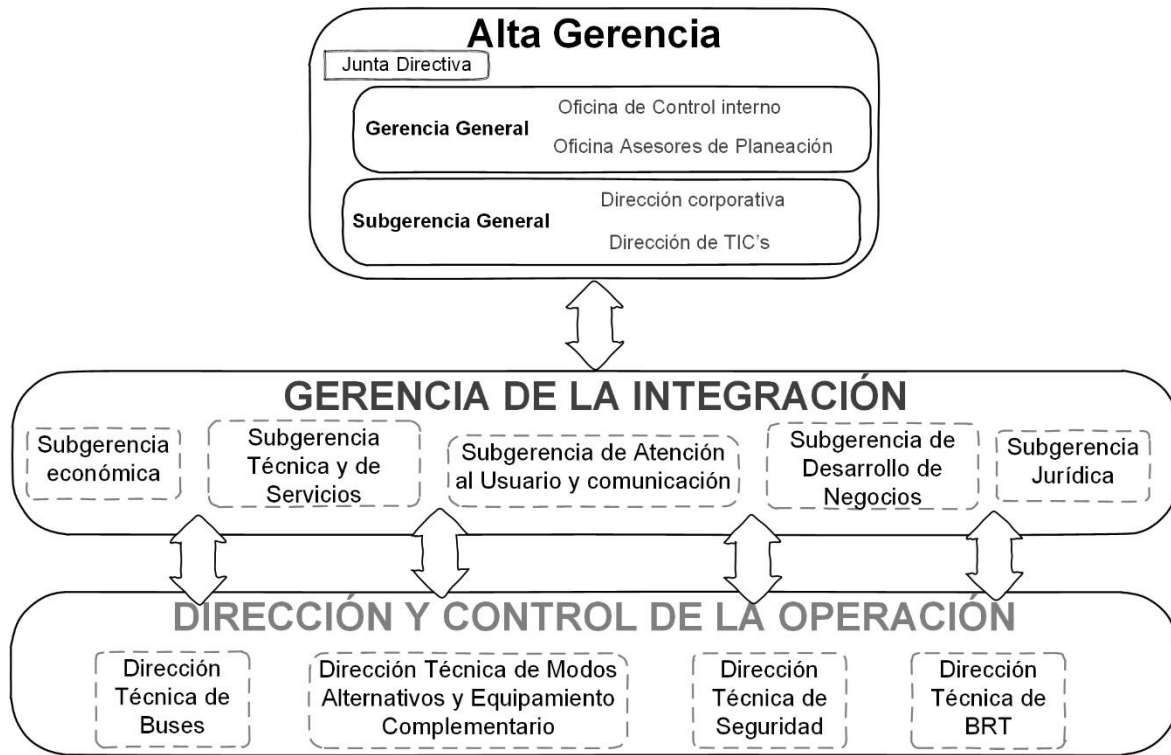 Alta Gerencia
Junta Directiva
Gerencia General
Oficina de Control interno
Oficina Asesores de Planeación
Subgerencia General
Dirección corporativa
Dirección de TIC's
GERENCIA DE LA INTEGRACIÓN
Subgerencia
económica
Subgerencia
Técnica y de
Servicios
Subgerencia de Atención
al Usuario y comunicación
Subgerencia de
Desarrollo de
Negocios
Subgerencia
Jurídica
DIRECCIÓN Y CONTROL DE LA OPERACIÓN
Dirección
Técnica de
Buses
Dirección Técnica de Modos
Alternativos y Equipamiento
Complementario
Dirección
Técnica de
Seguridad
Dirección
Técnica de
BRT